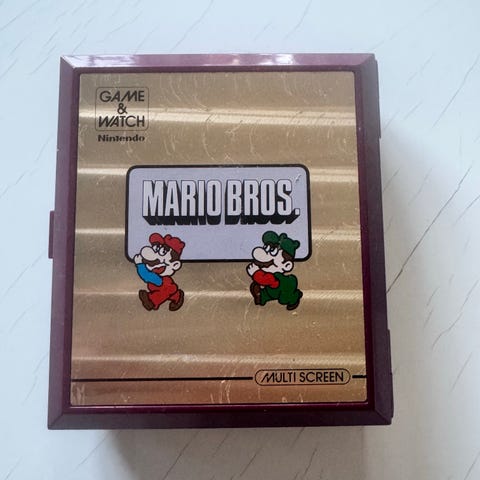 GAME
&
WATCH
Nintendo
MARIO BROS.
MULTI SCREEN